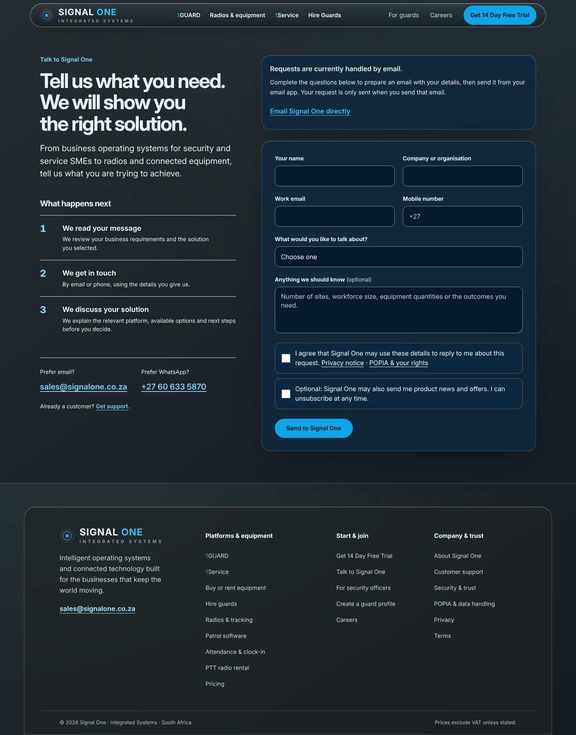 SIGNAL ONE
INTEGRATED SYSTEMS
1GUARD
Radios & equipment
1Service
Hire Guards
For guards
Careers
Get 14 Day Free Trial
Talk to Signal One
Tell us what you need.
We will show you
the right solution.
From business operating systems for security and
service SMEs to radios and connected equipment,
tell us what you are trying to achieve.
What happens next
1
We read your message
We review your business requirements and the solution
you selected.
2
We get in touch
By email or phone, using the details you give us.
3
We discuss your solution
We explain the relevant platform, available options and next steps
before you decide.
Prefer email?
sales@signalone.co.za
Prefer WhatsApp?
+27 60 633 5870
Already a customer? Get support.
Requests are currently handled by email.
Complete the questions below to prepare an email with your details, then send it from your
email app. Your request is only sent when you send that email.
Email Signal One directly
Your name
Company or organisation
Work email
Mobile number
+27
What would you like to talk about?
Choose one
Anything we should know (optional)
Number of sites, workforce size, equipment quantities or the outcomes you
need.
I agree that Signal One may use these details to reply to me about this
request. Privacy notice · POPIA & your rights
Optional: Signal One may also send me product news and offers. I can
unsubscribe at any time.
Send to Signal One
SIGNAL ONE
INTEGRATED SYSTEMS
Intelligent operating systems
and connected technology built
for the businesses that keep the
world moving.
sales@signalone.co.za
Platforms & equipment
1GUARD
1Service
Buy or rent equipment
Hire guards
Radios & tracking
Patrol software
Attendance & clock-in
PTT radio rental
Pricing
Start & join
Get 14 Day Free Trial
Talk to Signal One
For security officers
Create a guard profile
Careers
Company & trust
About Signal One
Customer support
Security & trust
POPIA & data handling
Privacy
Terms
© 2026 Signal One · Integrated Systems · South Africa
Prices exclude VAT unless stated.